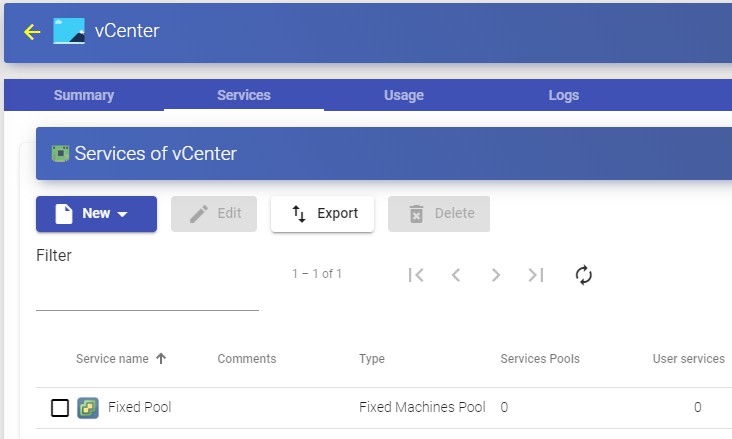 vCenter
Summary Services Usage Logs
Services of vCenter
New Edit Export Delete
Filter
1 – 1 of 1
Service name Comments Type Services Pools User services
Fixed Pool Fixed Machines Pool 0 0